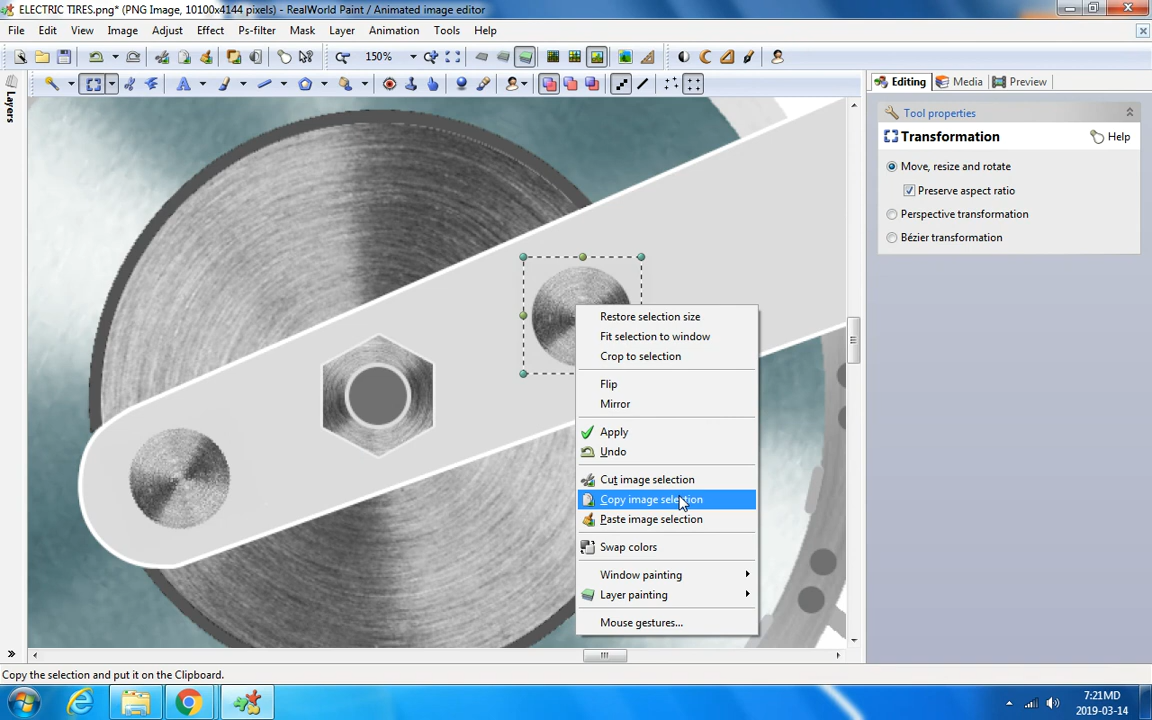 ELECTRIC TIRES.png* (PNG Image, 10100x4144 pixels) - RealWorld Paint / Animated image editor
File Edit View Image Adjust Effect Ps-filter Mask Layer Animation Tools Help
150%
Layers
Editing Media Preview
Tool properties
Transformation Help
Move, resize and rotate
Preserve aspect ratio
Perspective transformation
Bézier transformation
Restore selection size
Fit selection to window
Crop to selection
Flip
Mirror
Apply
Undo
Cut image selection
Copy image selection
Paste image selection
Swap colors
Window painting
Layer painting
Mouse gestures...
Copy the selection and put it on the Clipboard.
7:21MD
2019-03-14